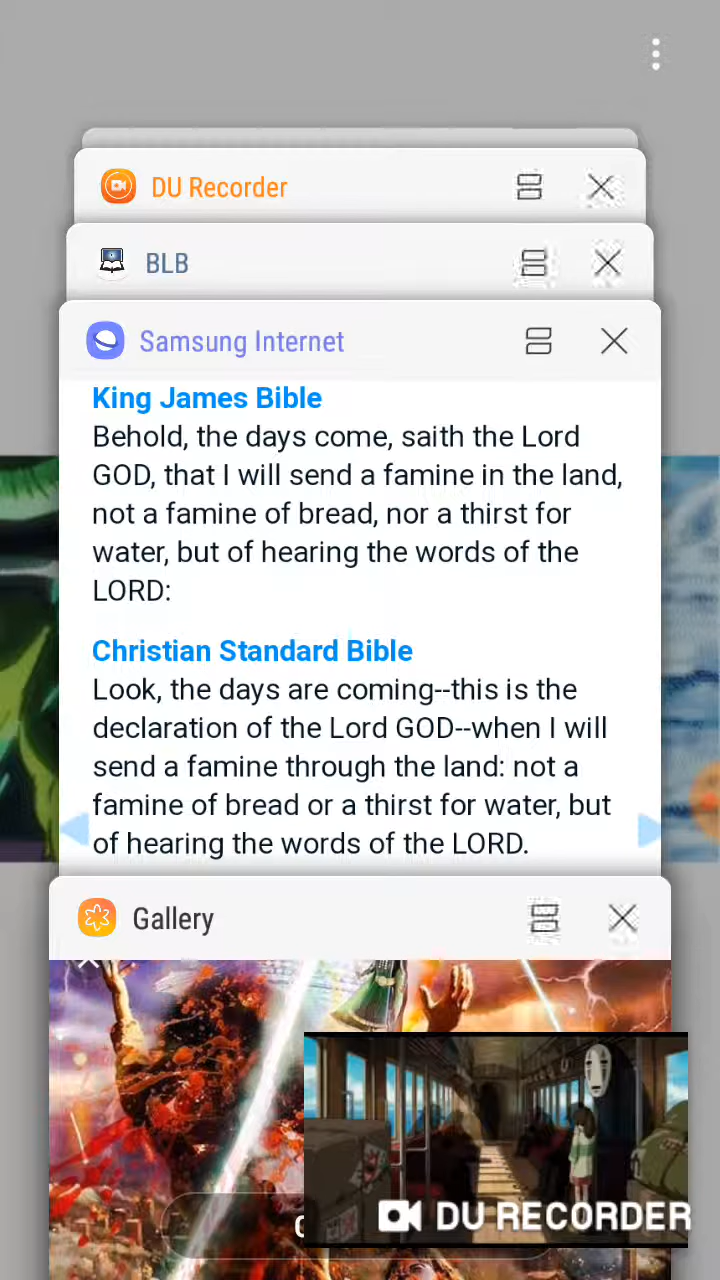 DU Recorder
BLB
Samsung Internet
King James Bible
Behold, the days come, saith the Lord
GOD, that I will send a famine in the land,
not a famine of bread, nor a thirst for
water, but of hearing the words of the
LORD:
Christian Standard Bible
Look, the days are coming--this is the
declaration of the Lord GOD--when I will
send a famine through the land: not a
famine of bread or a thirst for water, but
of hearing the words of the LORD.
Gallery
DU RECORDER